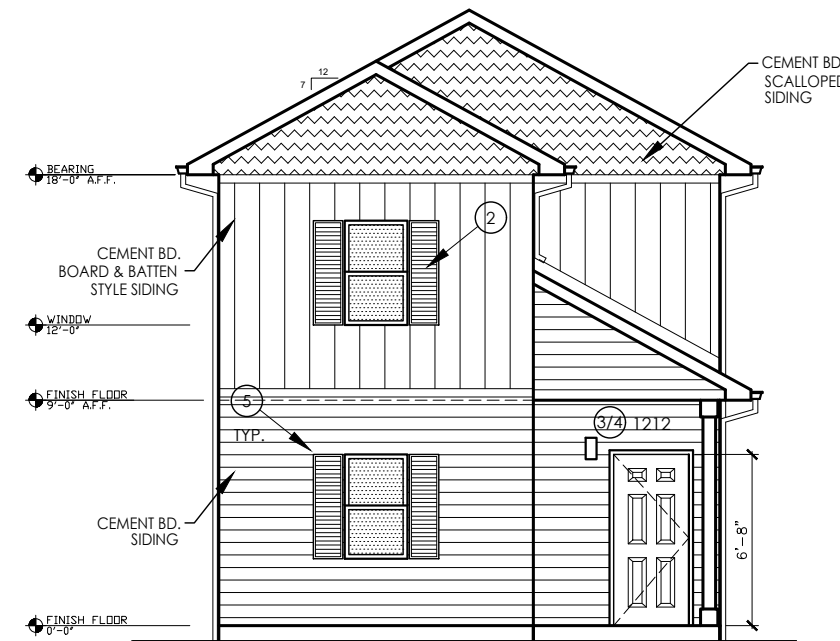 12
7
CEMENT BD.
SCALLOPED
SIDING
BEARING
18'-0" A.F.F.
2
CEMENT BD.
BOARD & BATTEN
STYLE SIDING
WINDOW
12'-0"
FINISH FLOOR
9'-0" A.F.F.
5
TYP.
3/4 1212
CEMENT BD.
SIDING
6'-8"
FINISH FLOOR
0'-0"